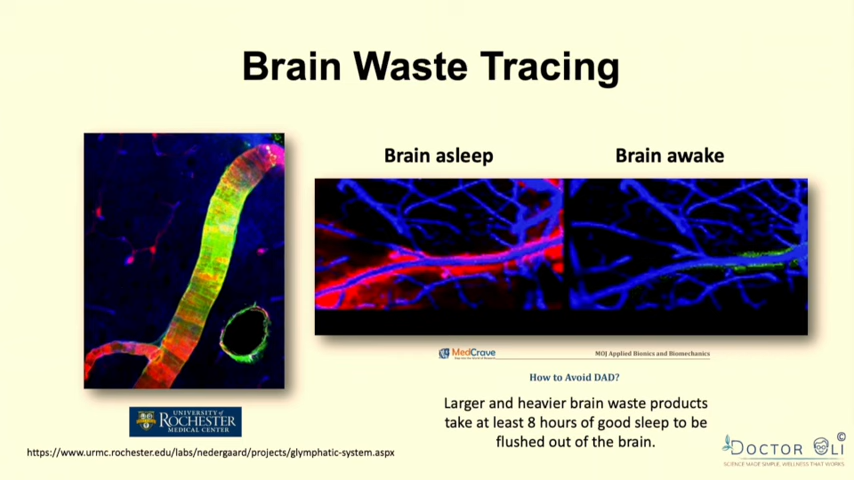 Brain Waste Tracing
Brain asleep
Brain awake
MedCrave
MOJ Applied Bionics and Biomechanics
How to Avoid DAD?
Larger and heavier brain waste products
take at least 8 hours of good sleep to be
flushed out of the brain.
UNIVERSITY of
ROCHESTER
MEDICAL CENTER
https://www.urmc.rochester.edu/labs/nedergaard/projects/glymphatic-system.aspx
©
DOCTOR OLI
SCIENCE MADE SIMPLE, WELLNESS THAT WORKS